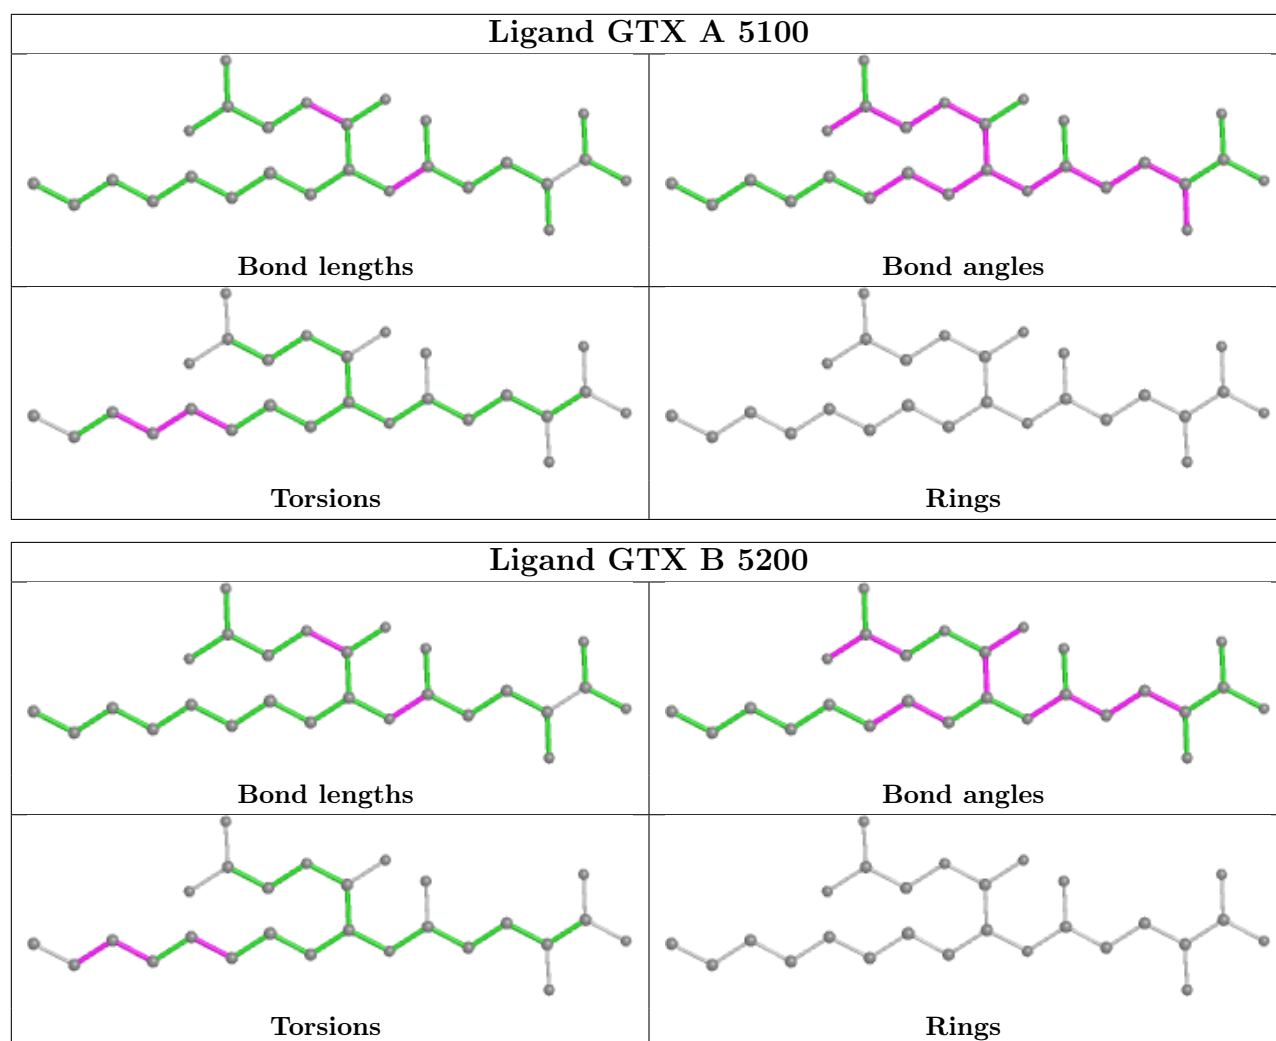 Ligand GTX A 5100
Bond lengths
Bond angles
Torsions
Rings
Ligand GTX B 5200
Bond lengths
Bond angles
Torsions
Rings